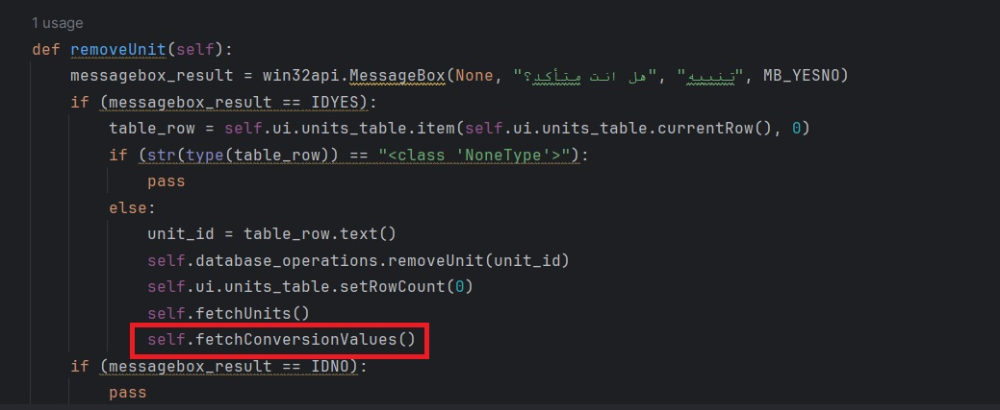 1 usage
def removeUnit(self):
messagebox_result = win32api.MessageBox(None, "هل انت متأكد؟", "تنبيه", MB_YESNO)
if (messagebox_result == IDYES):
table_row = self.ui.units_table.item(self.ui.units_table.currentRow(), 0)
if (str(type(table_row)) == "<class 'NoneType'>"):
pass
else:
unit_id = table_row.text()
self.database_operations.removeUnit(unit_id)
self.ui.units_table.setRowCount(0)
self.fetchUnits()
self.fetchConversionValues()
if (messagebox_result == IDNO):
pass